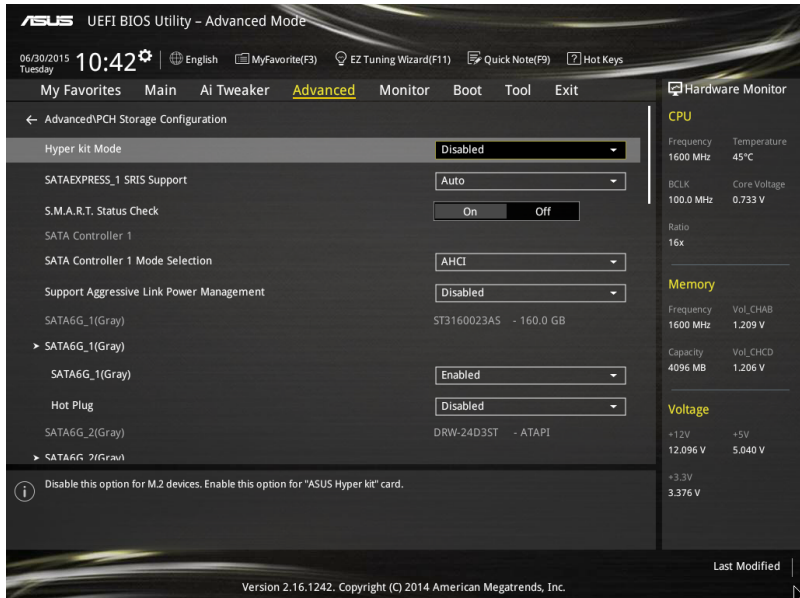 ASUS UEFI BIOS Utility – Advanced Mode
06/30/2015
Tuesday
10:42
English MyFavorite(F3) EZ Tuning Wizard(F11) Quick Note(F9) ? Hot Keys
My Favorites Main Ai Tweaker Advanced Monitor Boot Tool Exit
← Advanced\PCH Storage Configuration
Hyper kit Mode Disabled
SATAEXPRESS_1 SRIS Support Auto
S.M.A.R.T. Status Check On Off
SATA Controller 1
SATA Controller 1 Mode Selection AHCI
Support Aggressive Link Power Management Disabled
SATA6G_1(Gray) ST3160023AS - 160.0 GB
➤ SATA6G_1(Gray)
SATA6G_1(Gray) Enabled
Hot Plug Disabled
SATA6G_2(Gray) DRW-24D3ST - ATAPI
➤ SATA6G_2(Gray)
Disable this option for M.2 devices. Enable this option for "ASUS Hyper kit" card.
Hardware Monitor
CPU
Frequency Temperature
1600 MHz 45°C
BCLK Core Voltage
100.0 MHz 0.733 V
Ratio
16x
Memory
Frequency Vol_CHAB
1600 MHz 1.209 V
Capacity Vol_CHCD
4096 MB 1.206 V
Voltage
+12V +5V
12.096 V 5.040 V
+3.3V
3.376 V
Last Modified
Version 2.16.1242. Copyright (C) 2014 American Megatrends, Inc.